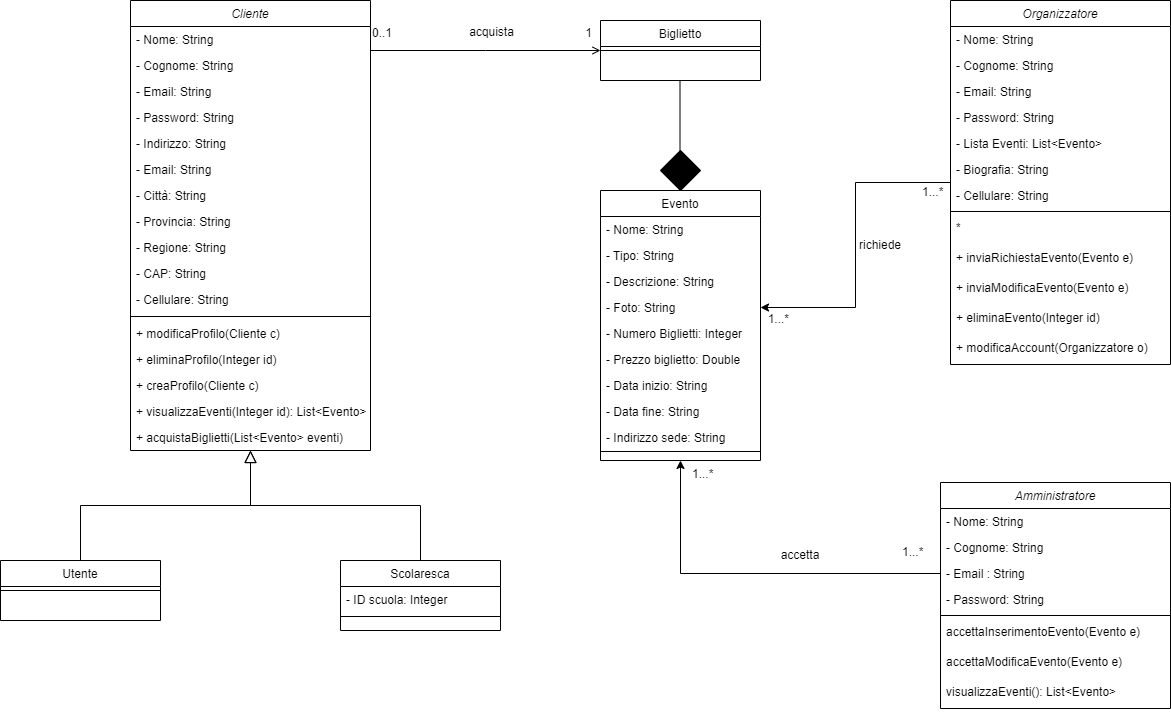 Cliente
- Nome: String
- Cognome: String
- Email: String
- Password: String
- Indirizzo: String
- Email: String
- Città: String
- Provincia: String
- Regione: String
- CAP: String
- Cellulare: String
+ modificaProfilo(Cliente c)
+ eliminaProfilo(Integer id)
+ creaProfilo(Cliente c)
+ visualizzaEventi(Integer id): List<Evento>
+ acquistaBiglietti(List<Evento> eventi)
0..1
acquista
1
Biglietto
Evento
- Nome: String
- Tipo: String
- Descrizione: String
- Foto: String
- Numero Biglietti: Integer
- Prezzo biglietto: Double
- Data inizio: String
- Data fine: String
- Indirizzo sede: String
Organizzatore
- Nome: String
- Cognome: String
- Email: String
- Password: String
- Lista Eventi: List<Evento>
- Biografia: String
- Cellulare: String
*
+ inviaRichiestaEvento(Evento e)
+ inviaModificaEvento(Evento e)
+ eliminaEvento(Integer id)
+ modificaAccount(Organizzatore o)
1...*
richiede
1...*
1...*
accetta
1...*
Amministratore
- Nome: String
- Cognome: String
- Email : String
- Password: String
accettaInserimentoEvento(Evento e)
accettaModificaEvento(Evento e)
visualizzaEventi(): List<Evento>
Utente
Scolaresca
- ID scuola: Integer